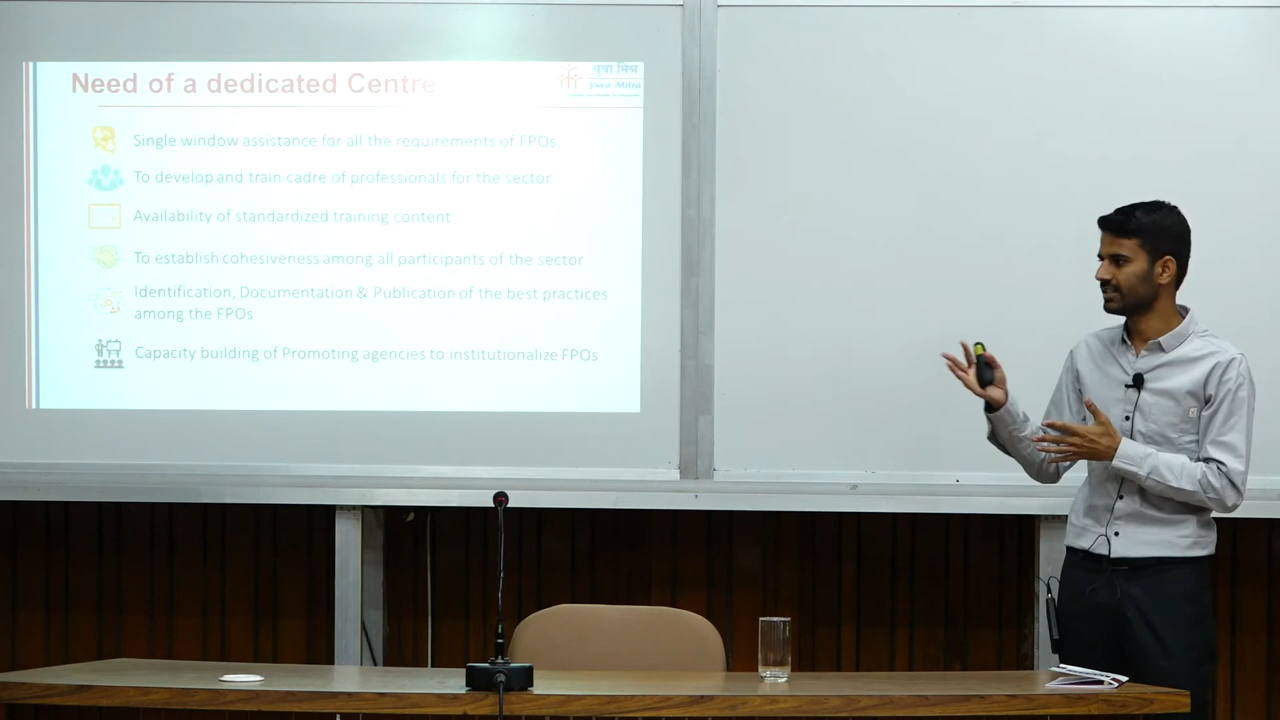 Need of a dedicated Centre
युवा मित्र
Yuva Mitra
Single window assistance for all the requirements of FPOs.
To develop and train cadre of professionals for the sector
Availability of standardized training content
To establish cohesiveness among all participants of the sector
Identification, Documentation & Publication of the best practices
among the FPOs
Capacity building of Promoting agencies to institutionalize FPOs